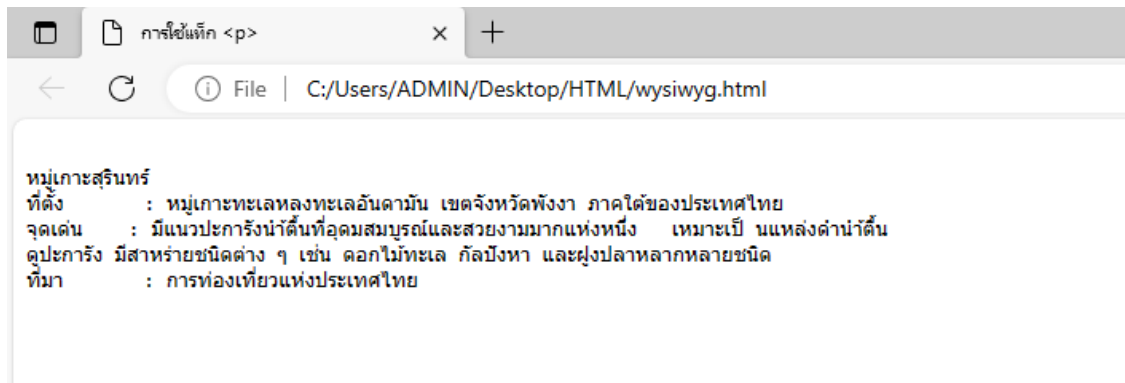 การใช้แท็ก <p>
File | C:/Users/ADMIN/Desktop/HTML/wysiwyg.html
หมู่เกาะสุรินทร์
ที่ตั้ง : หมู่เกาะทะเลหลงทะเลอันดามัน เขตจังหวัดพังงา ภาคใต้ของประเทศไทย
จุดเด่น : มีแนวปะการังนำ้ตื้นที่อุดมสมบูรณ์และสวยงามมากแห่งหนึ่ง เหมาะเป็ นแหล่งดำนำ้ตื้น
ดูปะการัง มีสาหร่ายชนิดต่าง ๆ เช่น ดอกไม้ทะเล กัลปังหา และฝูงปลาหลากหลายชนิด
ที่มา : การท่องเที่ยวแห่งประเทศไทย